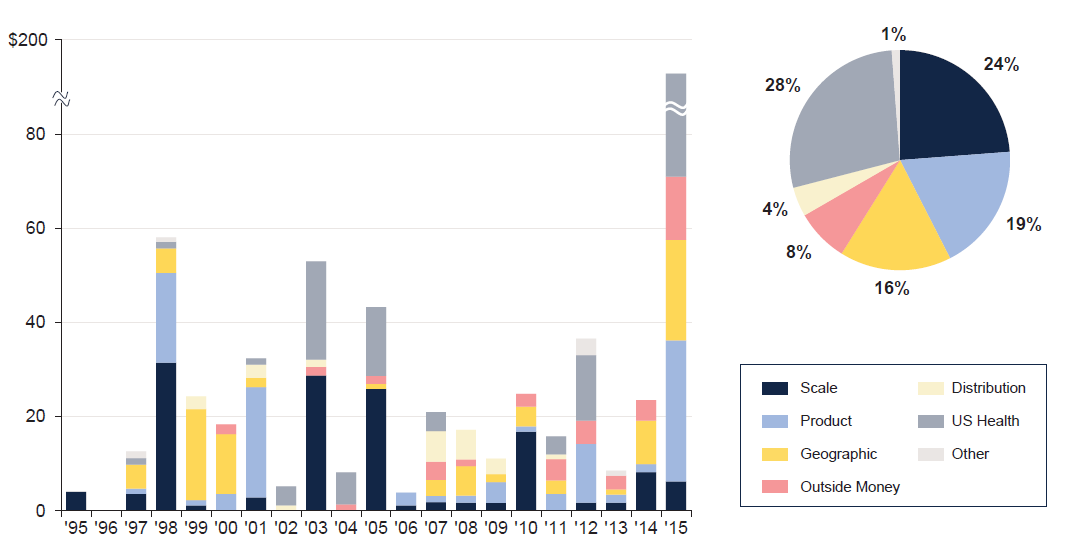 $200
80
60
40
20
0
'95 '96 '97 '98 '99 '00 '01 '02 '03 '04 '05 '06 '07 '08 '09 '10 '11 '12 '13 '14 '15
1%
24%
28%
19%
4%
8%
16%
Scale
Distribution
Product
US Health
Geographic
Other
Outside Money